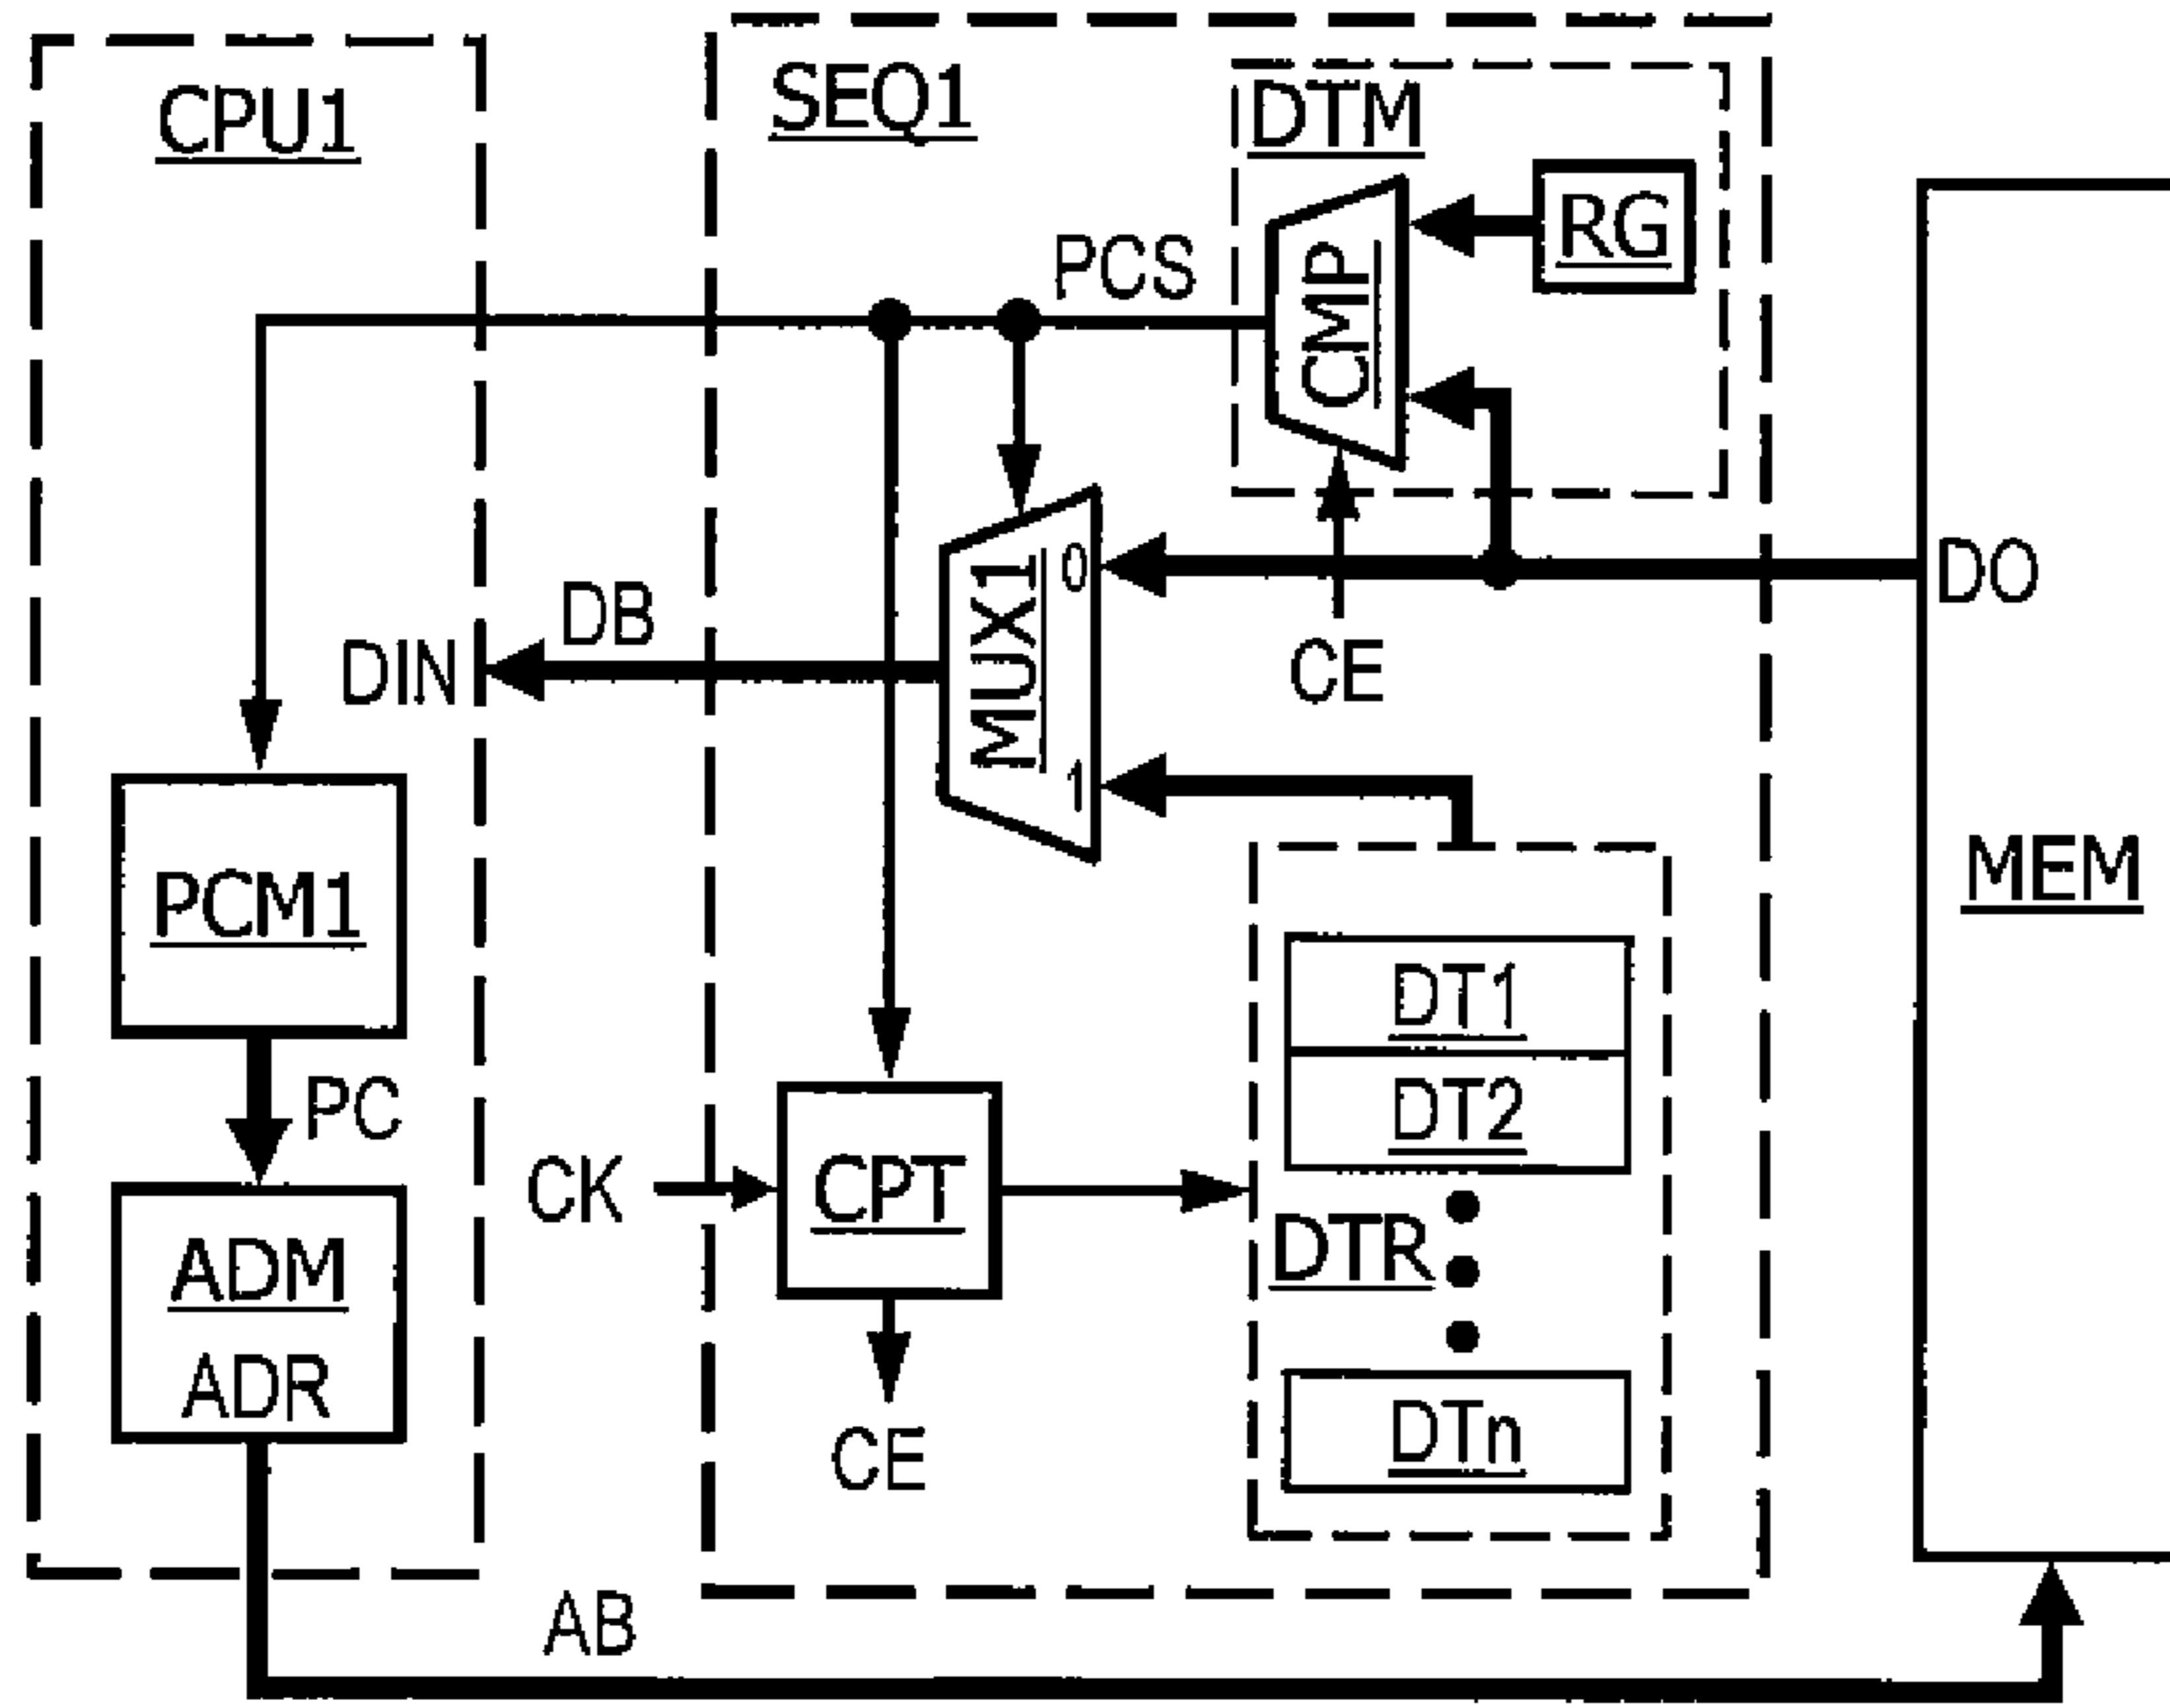 CPU1
SEQ1
DTM
RG
CMP
PCS
DO
DB
DIN
MUX1
0
1
CE
MEM
PCM1
PC
DT1
DT2
CK
CPT
DTR
ADM
ADR
CE
DTn
AB